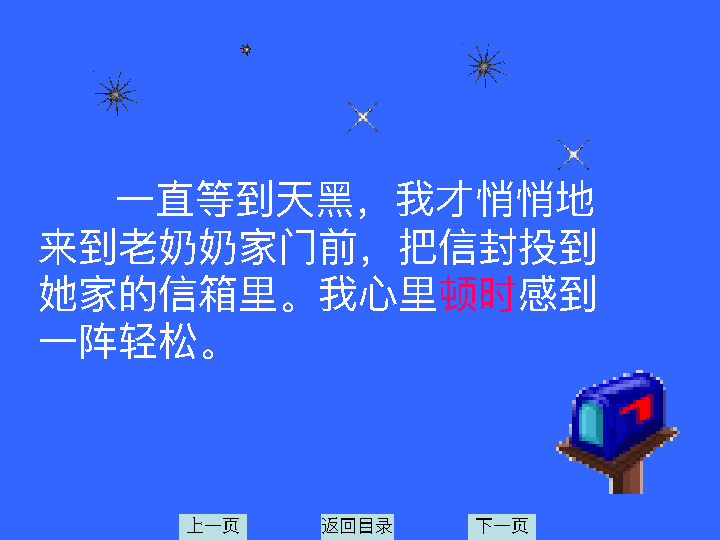 一直等到天黑，我才悄悄地
来到老奶奶家门前，把信封投到
她家的信箱里。我心里顿时感到
一阵轻松。
上一页 返回目录 下一页